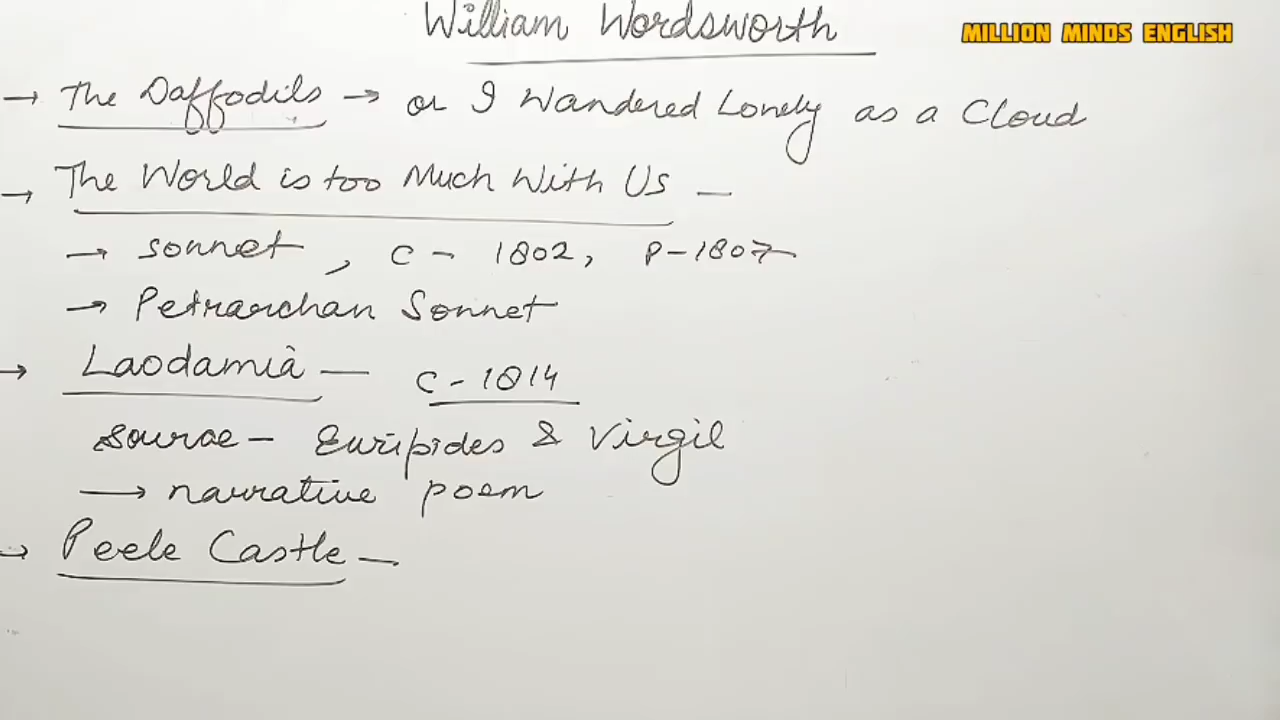 William Wordsworth
MILLION MINDS ENGLISH
→ The Daffodils → or I Wandered Lonely as a Cloud
→ The World is too Much With Us –
→ sonnet, C – 1802, P – 1807
→ Petrarchan Sonnet
→ Laodamia – C - 1814
Source – Euripides & Virgil
→ narrative poem
→ Peele Castle –